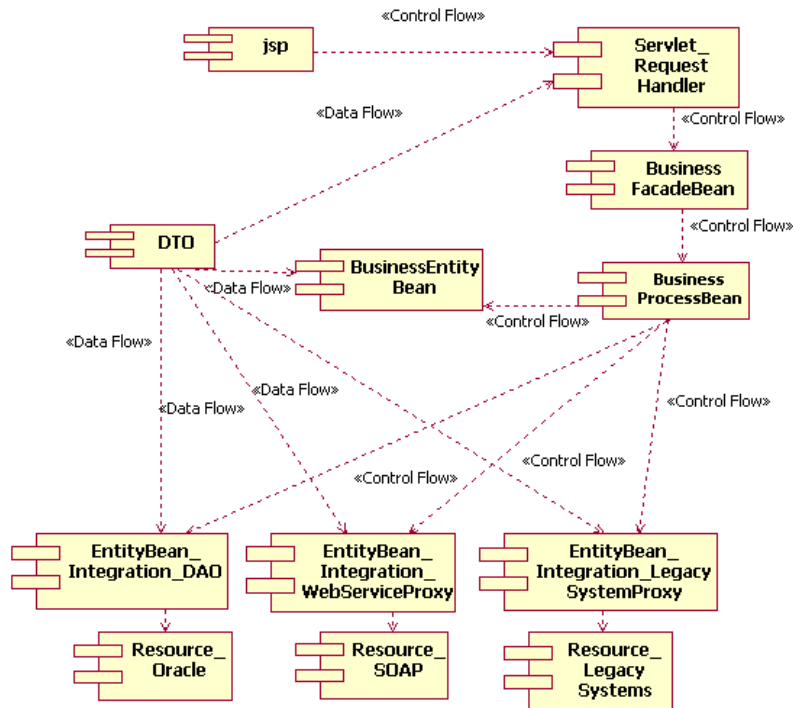 «Control Flow»
jsp
Servlet_
Request
Handler
«Data Flow»
«Control Flow»
Business
FacadeBean
«Control Flow»
DTO
BusinessEntity
Bean
Business
ProcessBean
«Data Flow»
«Control Flow»
«Data Flow»
«Data Flow»
«Data Flow»
«Control Flow»
«Control Flow»
«Control Flow»
EntityBean_
Integration_DAO
EntityBean_
Integration_
WebServiceProxy
EntityBean_
Integration_Legacy
SystemProxy
Resource_
Oracle
Resource_
SOAP
Resource_
Legacy
Systems